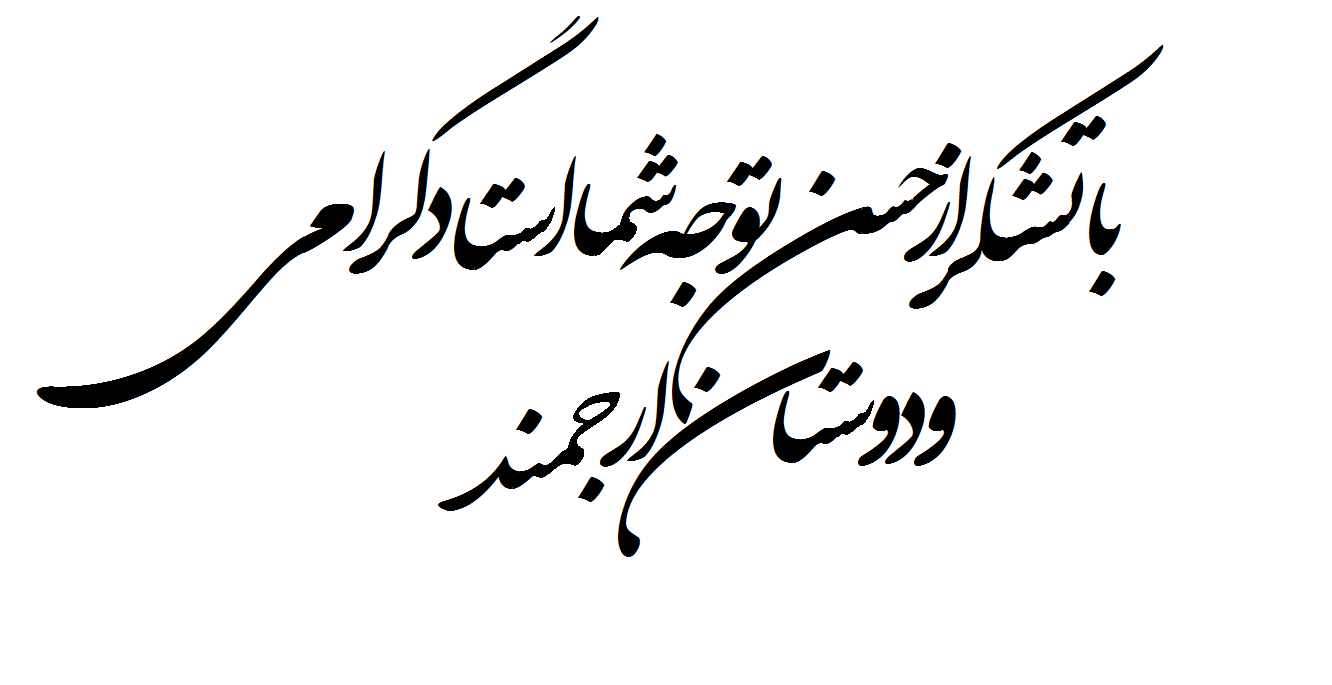 با تشکر از حسن توجه شما استاد گرامی
و دوستان ارجمند